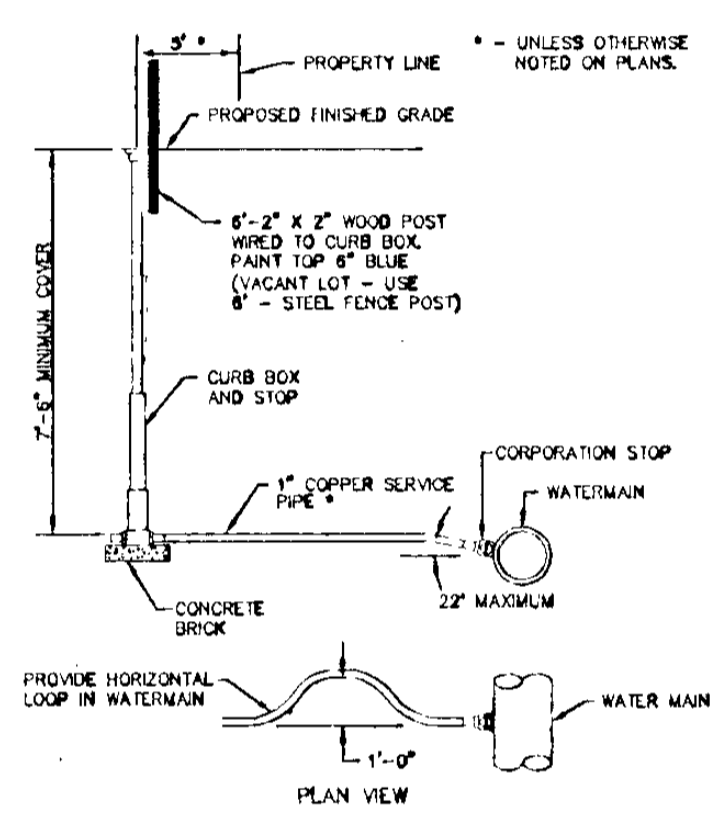 5' *
* - UNLESS OTHERWISE
NOTED ON PLANS.
PROPERTY LINE
PROPOSED FINISHED GRADE
6'-2" X 2" WOOD POST
WIRED TO CURB BOX.
PAINT TOP 6" BLUE
(VACANT LOT - USE
6' - STEEL FENCE POST)
7'-6" MINIMUM COVER
CURB BOX
AND STOP
CORPORATION STOP
1" COPPER SERVICE
PIPE *
WATERMAIN
22° MAXIMUM
CONCRETE
BRICK
PROVIDE HORIZONTAL
LOOP IN WATERMAIN
WATER MAIN
1'-0"
PLAN VIEW